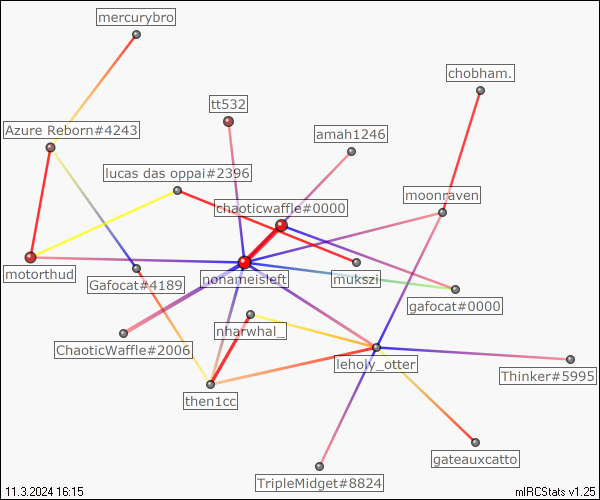 mercurybro
chobham.
tt532
Azure Reborn#4243
amah1246
lucas das oppai#2396
moonraven
chaoticwaffle#0000
motorthud
nonameisleft
mukszi
Gafocat#4189
gafocat#0000
nharwhal_
ChaoticWaffle#2006
leholy_otter
Thinker#5995
then1cc
gateauxcatto
TripleMidget#8824
11.3.2024 16:15
mIRCStats v1.25